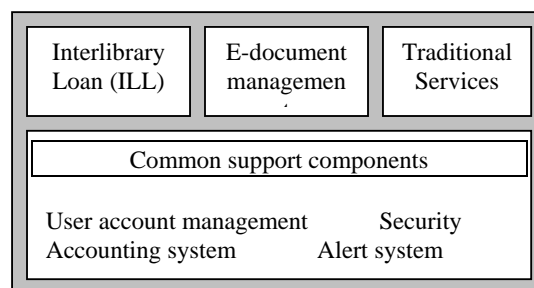 Interlibrary
Loan (ILL)
E-document
managemen
Traditional
Services
Common support components
User account management Security
Accounting system Alert system